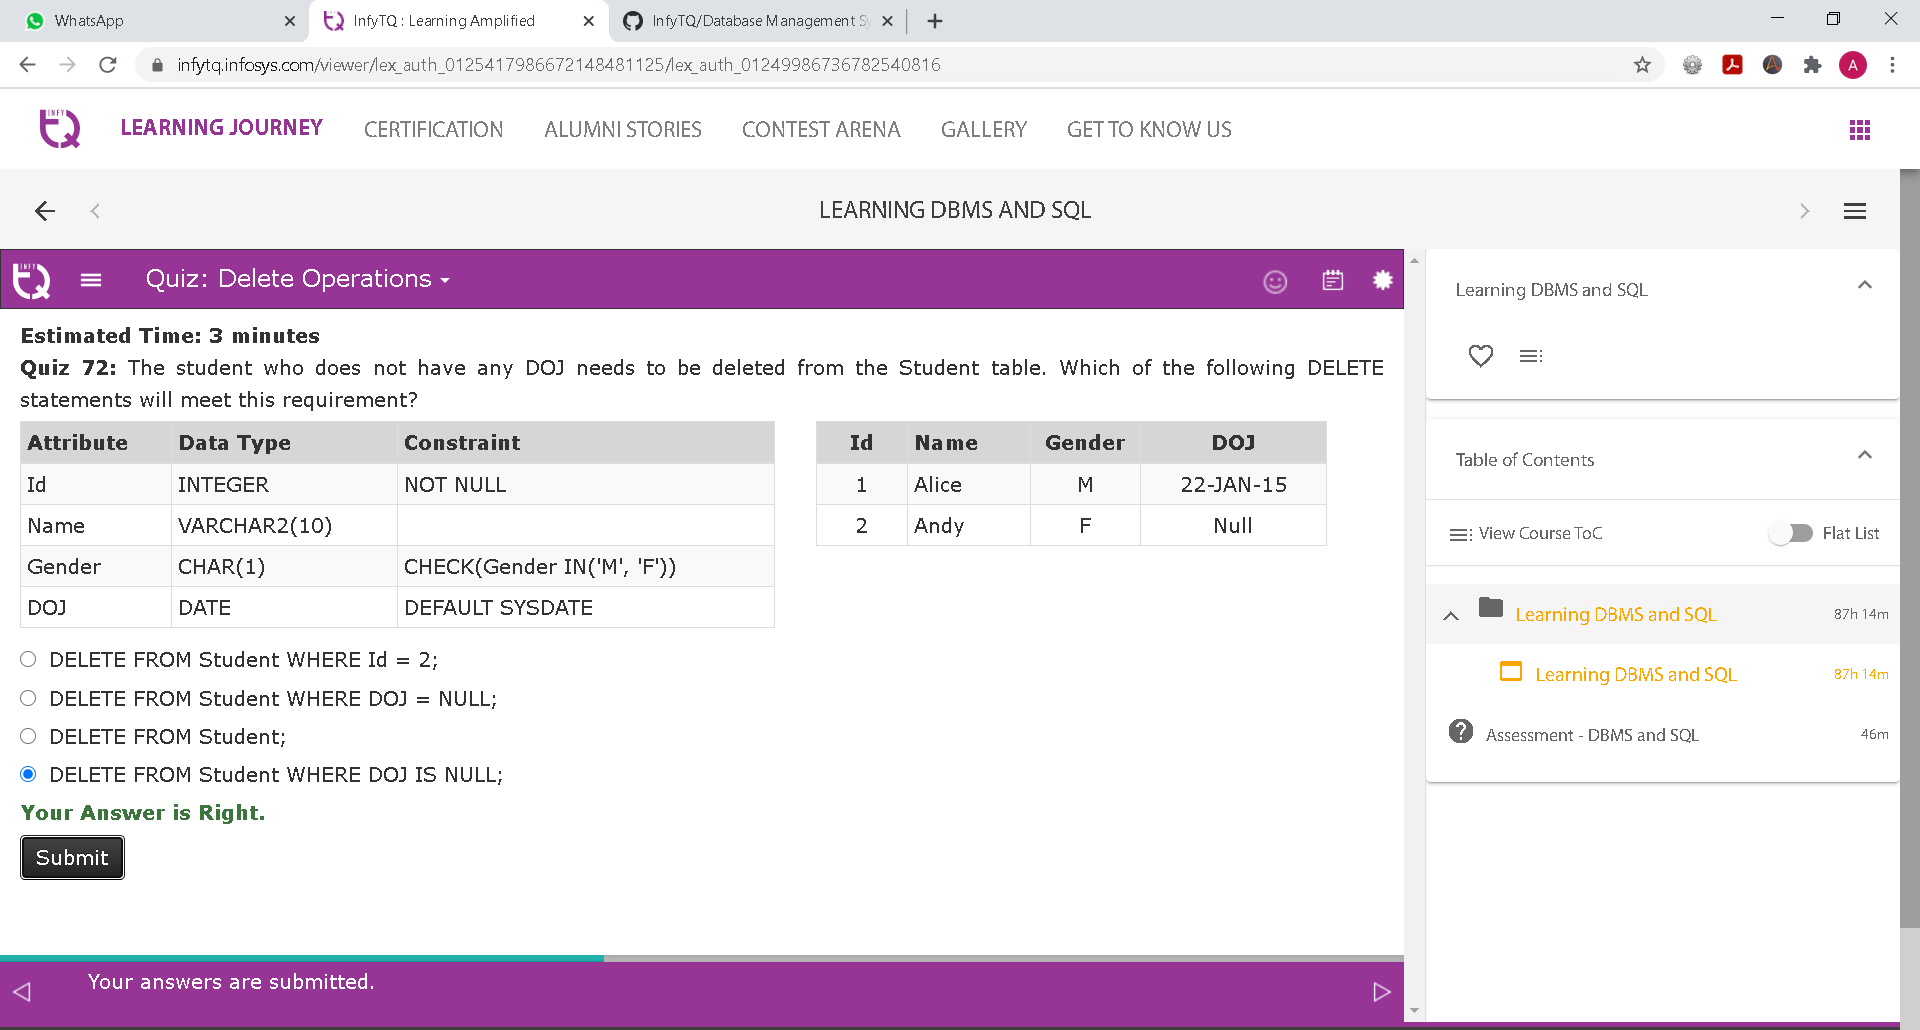 WhatsApp
InfyTQ : Learning Amplified
InfyTQ/Database Management Sy
infytq.infosys.com/viewer/lex_auth_0125417986672148481125/lex_auth_01249986736782540816
A
INFY TQ
LEARNING JOURNEY
CERTIFICATION
ALUMNI STORIES
CONTEST ARENA
GALLERY
GET TO KNOW US
LEARNING DBMS AND SQL
INFY TQ
Quiz: Delete Operations
Estimated Time: 3 minutes
Quiz 72: The student who does not have any DOJ needs to be deleted from the Student table. Which of the following DELETE
statements will meet this requirement?
Attribute Data Type Constraint
Id INTEGER NOT NULL
Name VARCHAR2(10)
Gender CHAR(1) CHECK(Gender IN('M', 'F'))
DOJ DATE DEFAULT SYSDATE
Id Name Gender DOJ
1 Alice M 22-JAN-15
2 Andy F Null
DELETE FROM Student WHERE Id = 2;
DELETE FROM Student WHERE DOJ = NULL;
DELETE FROM Student;
DELETE FROM Student WHERE DOJ IS NULL;
Your Answer is Right.
Submit
Your answers are submitted.
Learning DBMS and SQL
Table of Contents
View Course ToC
Flat List
Learning DBMS and SQL 87h 14m
Learning DBMS and SQL 87h 14m
Assessment - DBMS and SQL 46m